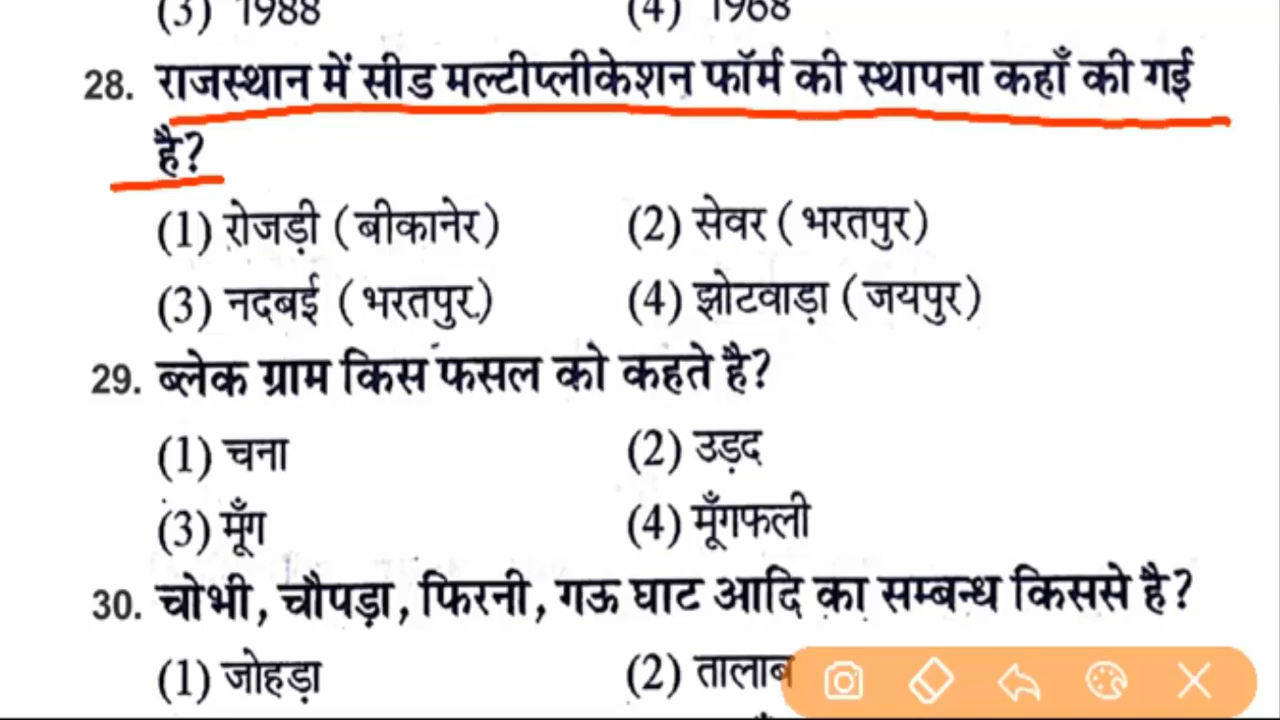 (3) 1988 (4) 1968
28. राजस्थान में सीड मल्टीप्लीकेशन फॉर्म की स्थापना कहाँ की गई
है?
(1) रोजड़ी (बीकानेर) (2) सेवर (भरतपुर)
(3) नदबई (भरतपुर) (4) झोटवाड़ा (जयपुर)
29. ब्लेक ग्राम किस फसल को कहते है?
(1) चना (2) उड़द
(3) मूँग (4) मूँगफली
30. चोभी, चौपड़ा, फिरनी, गऊ घाट आदि का सम्बन्ध किससे है?
(1) जोहड़ा (2) तालाब